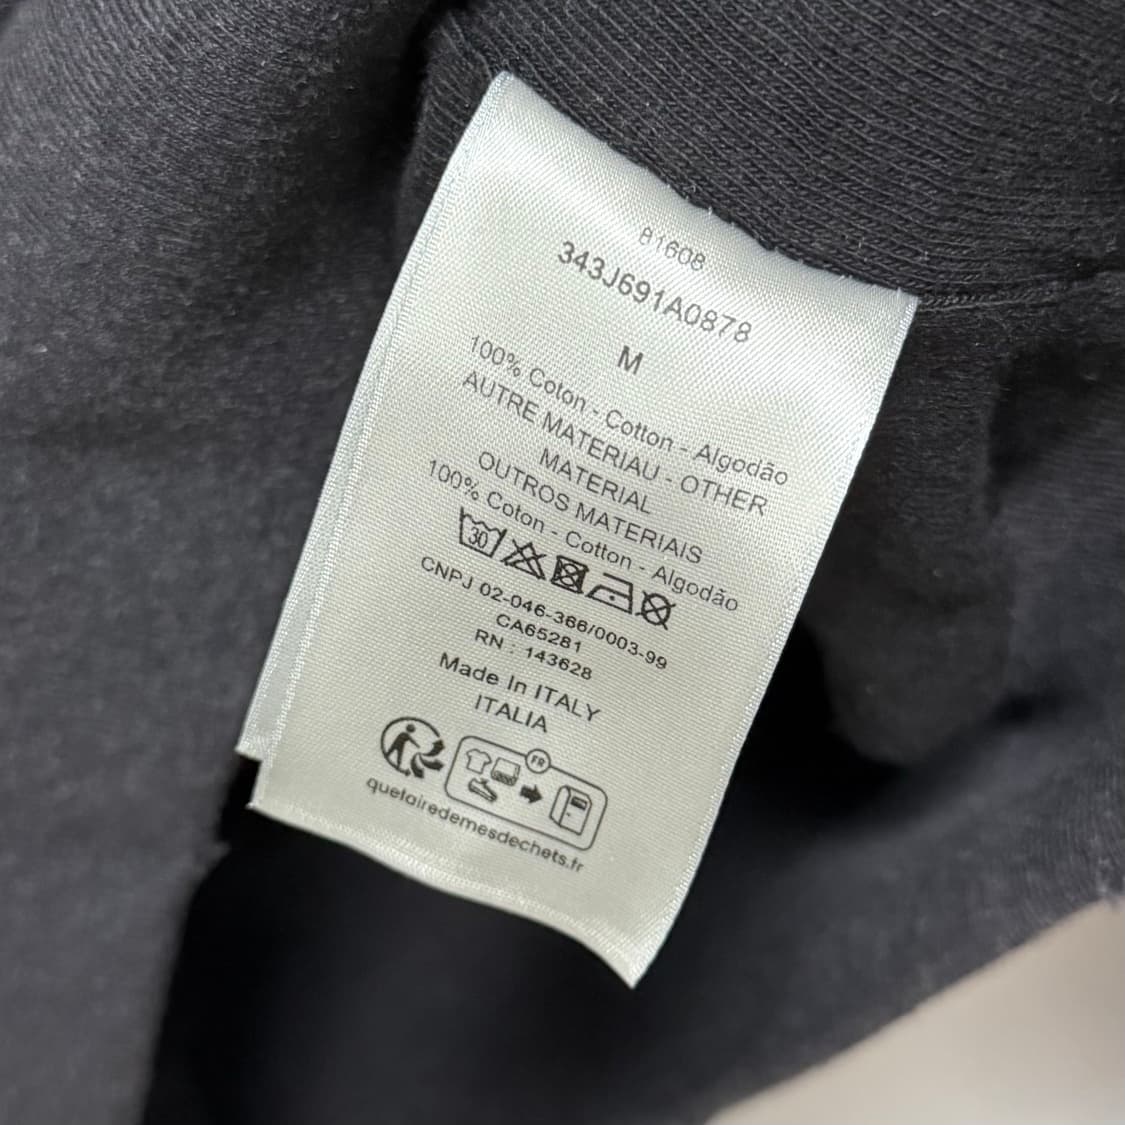 81608
343J691A0878
M
100% Coton - Cotton - Algodão
AUTRE MATERIAU - OTHER
MATERIAL
OUTROS MATERIAIS
100% Coton - Cotton - Algodão
30
CNPJ 02-046-366/0003-99
CA65281
RN : 143628
Made In ITALY
ITALIA
FR
quefairedemesdechets.fr